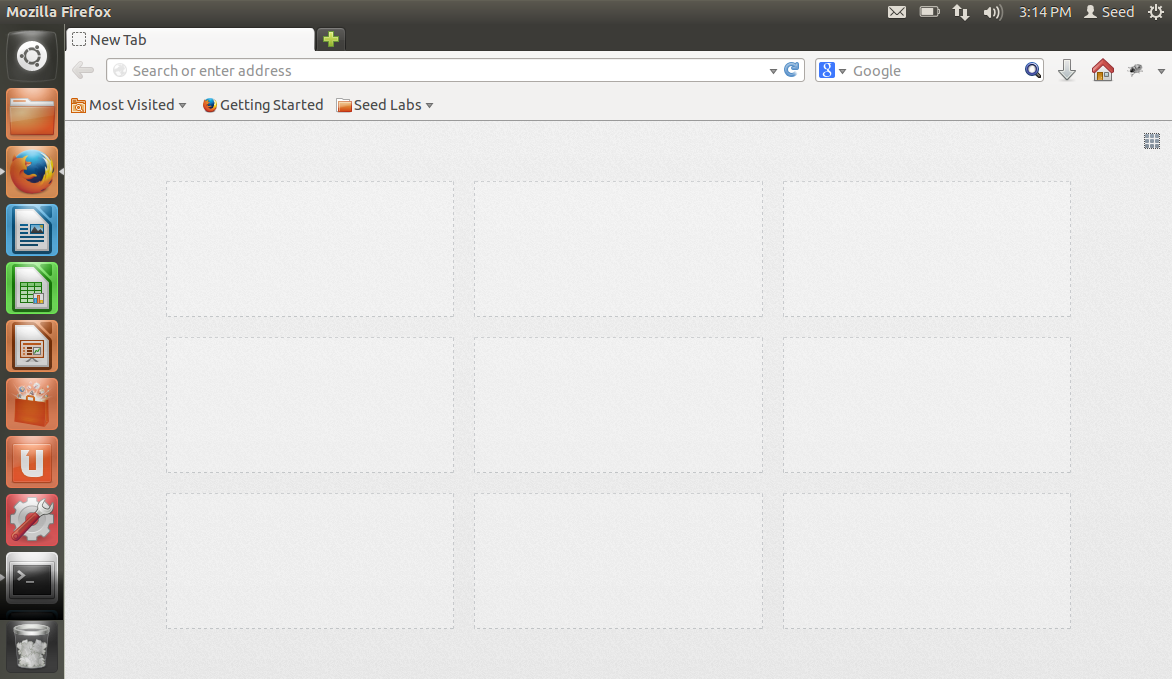 Mozilla Firefox
3:14 PM Seed
New Tab
Search or enter address
Google
Most Visited Getting Started Seed Labs